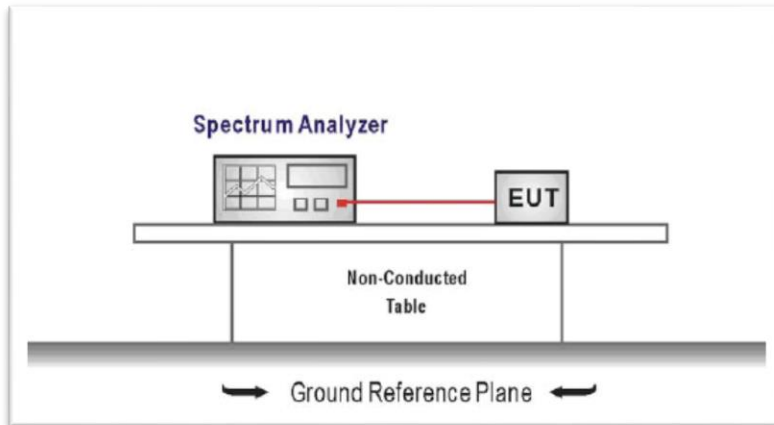 Spectrum Analyzer
EUT
Non-Conducted
Table
Ground Reference Plane